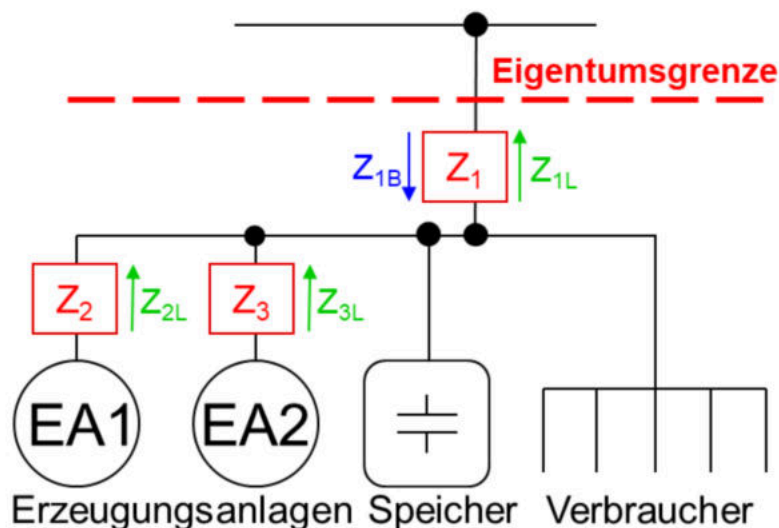 Eigentumsgrenze
Z1B Z1 Z1L
Z2 Z2L Z3 Z3L
EA1 EA2
Erzeugungsanlagen Speicher Verbraucher